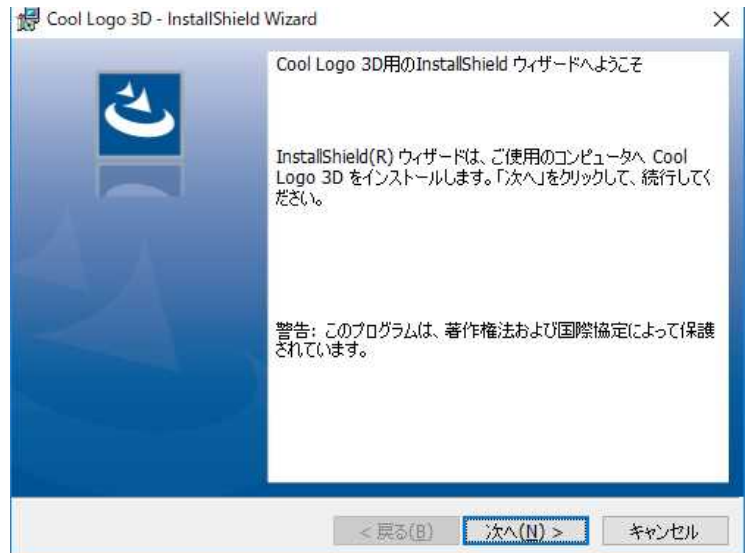 Cool Logo 3D - InstallShield Wizard
Cool Logo 3D用のInstallShield ウィザードへようこそ
InstallShield(R) ウィザードは、ご使用のコンピュータへ Cool
Logo 3D をインストールします。「次へ」をクリックして、続行してく
ださい。
警告: このプログラムは、著作権法および国際協定によって保護
されています。
< 戻る(B)
次へ(N) >
キャンセル